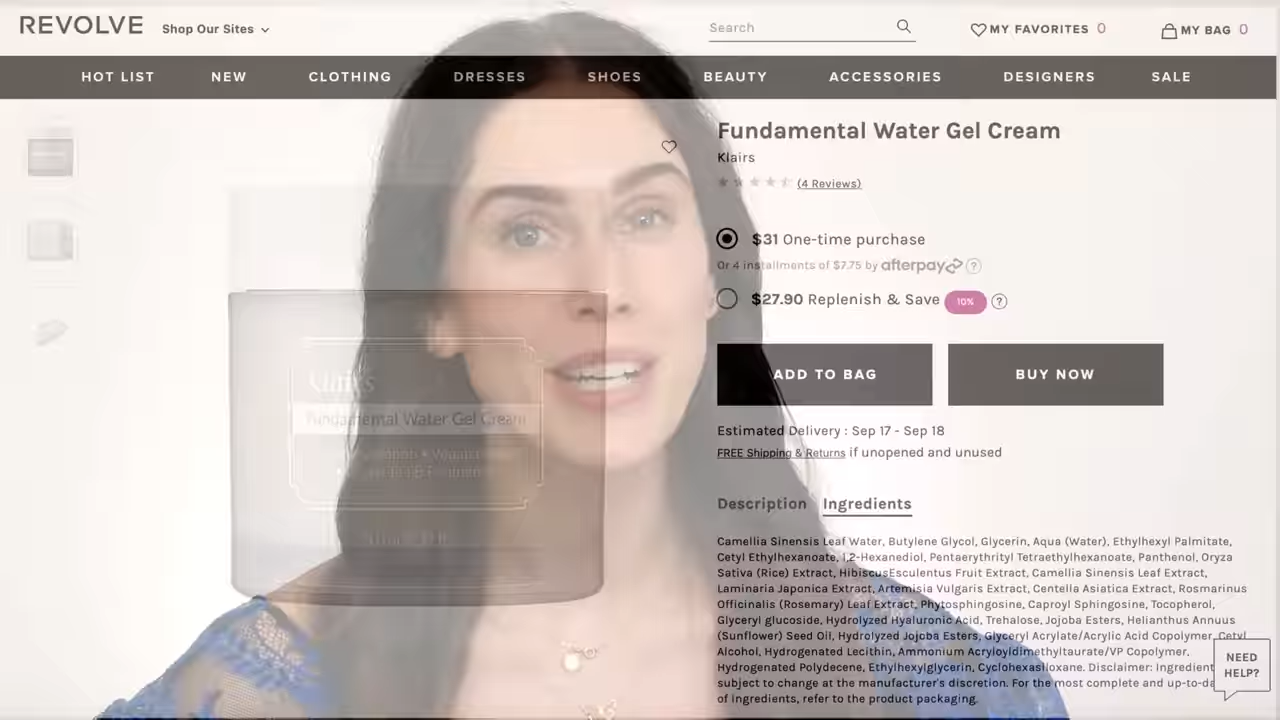 REVOLVE
Shop Our Sites
Search
MY FAVORITES 0
MY BAG 0
HOT LIST NEW CLOTHING DRESSES SHOES BEAUTY ACCESSORIES DESIGNERS SALE
Fundamental Water Gel Cream
Klairs
(4 Reviews)
$31 One-time purchase
Or 4 installments of $7.75 by afterpay ?
$27.90 Replenish & Save 10% ?
ADD TO BAG BUY NOW
Estimated Delivery : Sep 17 - Sep 18
FREE Shipping & Returns if unopened and unused
Description Ingredients
Camellia Sinensis Leaf Water, Butylene Glycol, Glycerin, Aqua (Water), Ethylhexyl Palmitate,
Cetyl Ethylhexanoate, 1,2-Hexanediol, Pentaerythrityl Tetraethylhexanoate, Panthenol, Oryza
Sativa (Rice) Extract, HibiscusEsculentus Fruit Extract, Camellia Sinensis Leaf Extract,
Laminaria Japonica Extract, Artemisia Vulgaris Extract, Centella Asiatica Extract, Rosmarinus
Officinalis (Rosemary) Leaf Extract, Phytosphingosine, Caproyl Sphingosine, Tocopherol,
Glyceryl glucoside, Hydrolyzed Hyaluronic Acid, Trehalose, Jojoba Esters, Helianthus Annuus
(Sunflower) Seed Oil, Hydrolyzed Jojoba Esters, Glyceryl Acrylate/Acrylic Acid Copolymer, Cetyl
Alcohol, Hydrogenated Lecithin, Ammonium Acryloyldimethyltaurate/VP Copolymer,
Hydrogenated Polydecene, Ethylhexylglycerin, Cyclohexasiloxane. Disclaimer: Ingredient
subject to change at the manufacturer's discretion. For the most complete and up-to-da
of ingredients, refer to the product packaging.
NEED
HELP?
Klairs
Fundamental Water Gel Cream